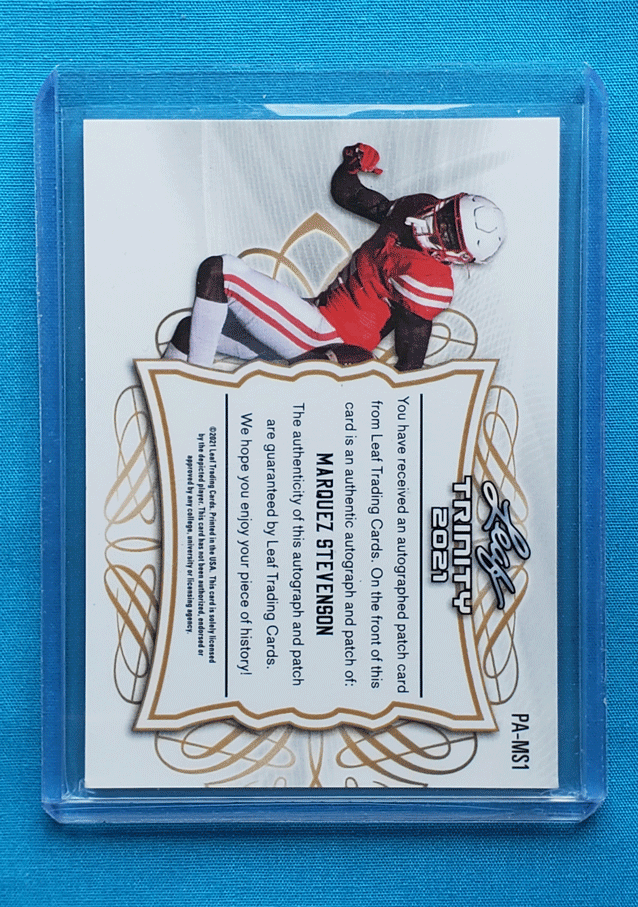 PA-MS1
Leaf
TRINITY
2021
You have received an autographed patch card
from Leaf Trading Cards. On the front of this
card is an authentic autograph and patch of:
MARQUEZ STEVENSON
The authenticity of this autograph and patch
are guaranteed by Leaf Trading Cards.
We hope you enjoy your piece of history!
©2021 Leaf Trading Cards. Printed in the USA. This card is solely licensed
by the depicted player. This card has not been authorized, endorsed or
approved by any college, university or licensing agency.